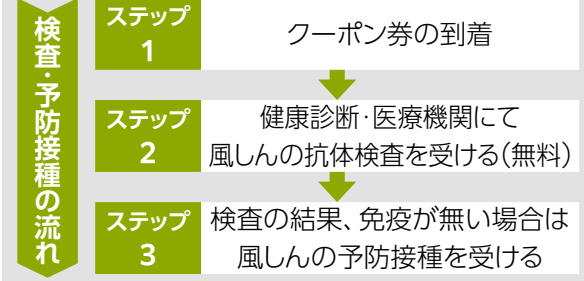 検査・予防接種の流れ
ステップ
1
クーポン券の到着
ステップ
2
健康診断・医療機関にて
風しんの抗体検査を受ける(無料)
ステップ
3
検査の結果、免疫が無い場合は
風しんの予防接種を受ける